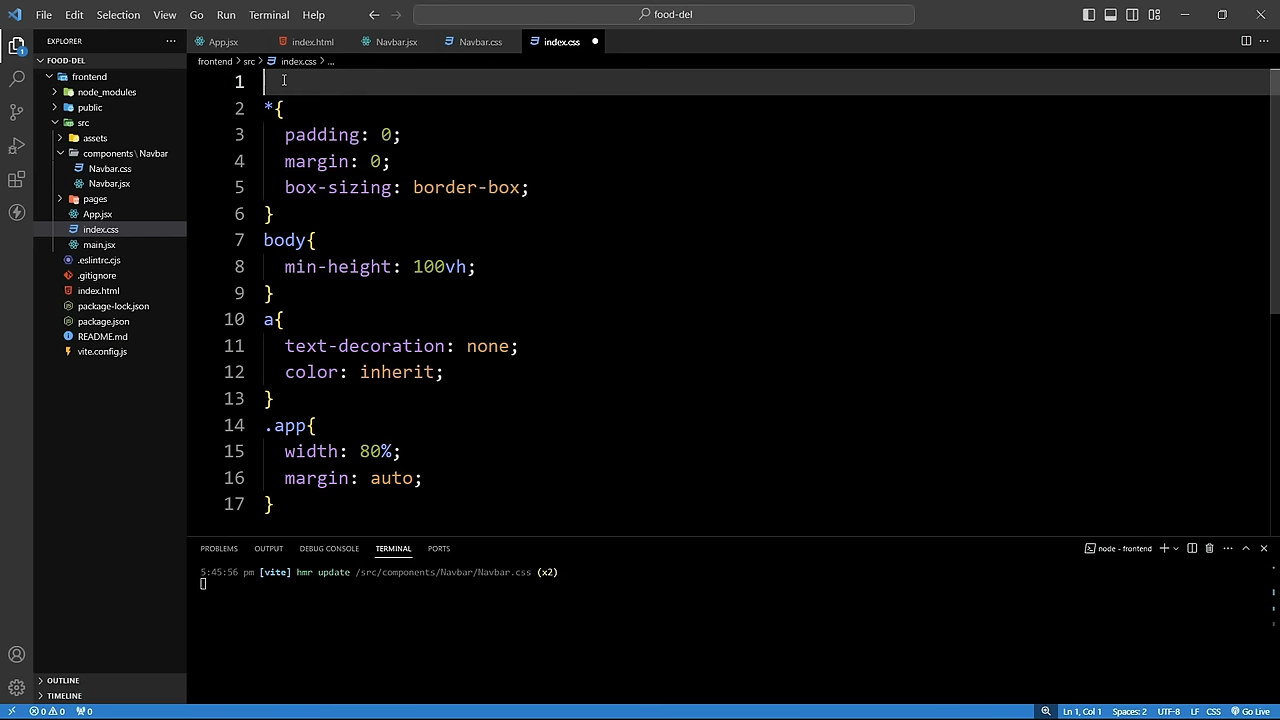 File Edit Selection View Go Run Terminal Help
food-del
EXPLORER
FOOD-DEL
frontend
node_modules
public
src
assets
components\Navbar
Navbar.css
Navbar.jsx
pages
App.jsx
index.css
main.jsx
.eslintrc.cjs
.gitignore
index.html
package-lock.json
package.json
README.md
vite.config.js
OUTLINE
TIMELINE
App.jsx index.html Navbar.jsx Navbar.css index.css
frontend > src > index.css > ...
1
2 *{
3 padding: 0;
4 margin: 0;
5 box-sizing: border-box;
6 }
7 body{
8 min-height: 100vh;
9 }
10 a{
11 text-decoration: none;
12 color: inherit;
13 }
14 .app{
15 width: 80%;
16 margin: auto;
17 }
PROBLEMS OUTPUT DEBUG CONSOLE TERMINAL PORTS
node - frontend
5:45:56 pm [vite] hmr update /src/components/Navbar/Navbar.css (x2)
0 0 0 Ln 1, Col 1 Spaces: 2 UTF-8 LF CSS Go Live